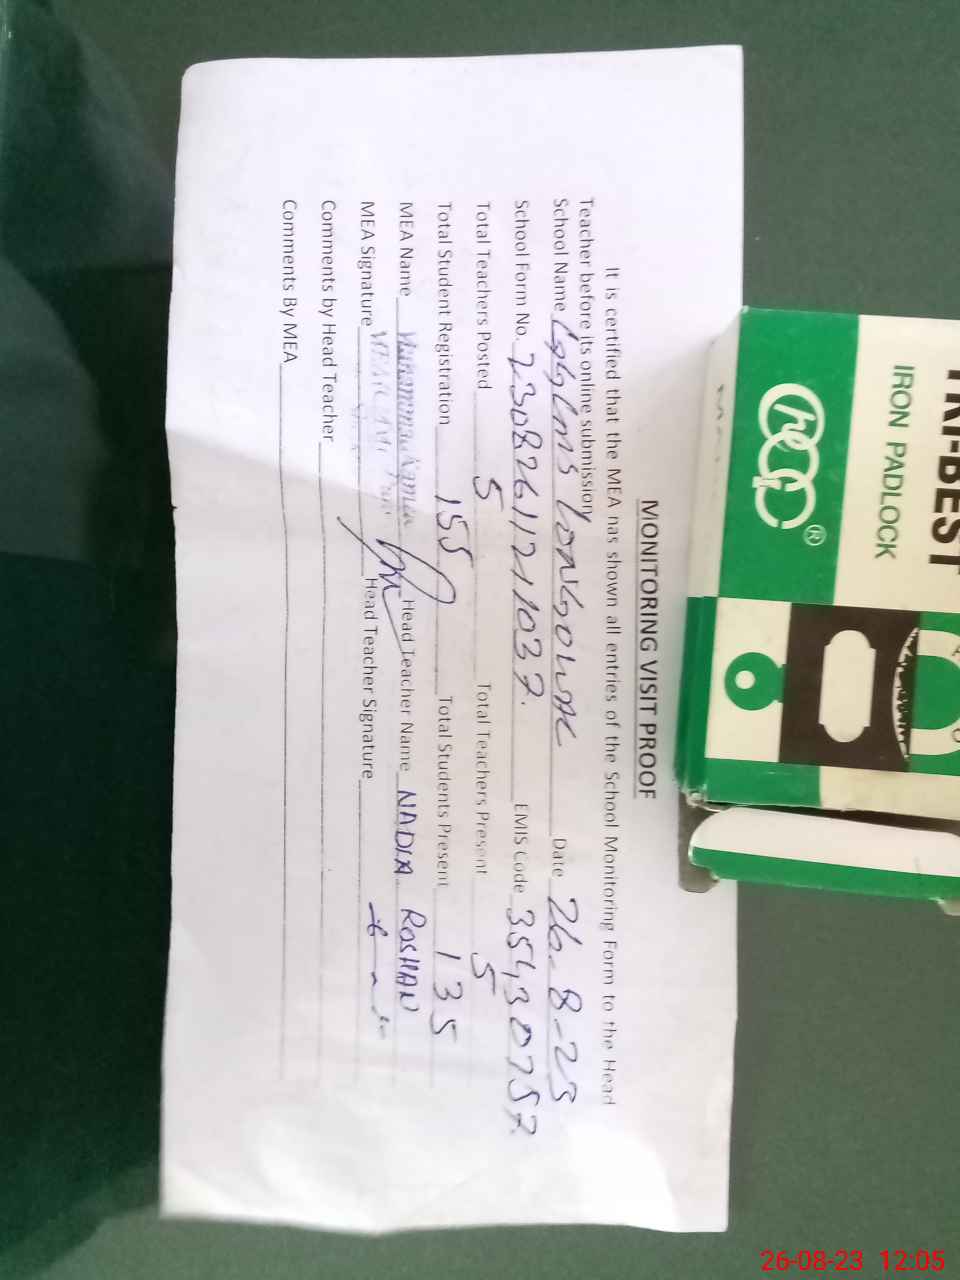 MONITORING VISIT PROOF
It is certified that the MEA has shown all entries of the School Monitoring Form to the Head
Teacher before its online submission.
School Name Date 26-8-23
School Form No. 2308261121037. EMIS Code 35430757.
Total Teachers Posted 5 Total Teachers Present 5
Total Student Registration 155 Total Students Present 135
MEA Name Head Teacher Name NADIA ROSHAN
MEA Signature Head Teacher Signature
Comments by Head Teacher
Comments By MEA
TRI-BEST
IRON PADLOCK
®
26-08-23 12:05